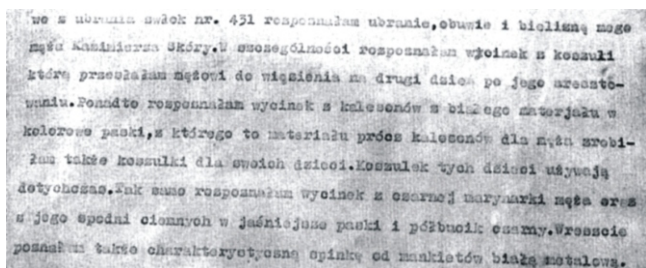 we z ubrania zwłok nr. 451 rozpoznałam ubranie,obuwie i bieliznę mego
męża Kazimierza Skóry.W szczególności rozpoznałam wycinek z koszuli
którą przesłałam mężowi do więzienia na drugi dzień po jego areszto-
waniu.Ponadto rozpoznałam wycinek z kalesonów z białego materjału w
kolorowe paski,z którego to materiału prócz kalesonów dla męża zrobi-
łam także koszulki dla swoich dzieci.Koszulek tych dzieci używają
dotychczas.Tak samo rozpoznałam wycinek z czarnej marynarki męża oraz
z jego spodni ciemnych w jaśniejsze paski i półbucik czarny.Wreszcie
poznałam także charakterystyczną spinkę od mankietów białą metalową.